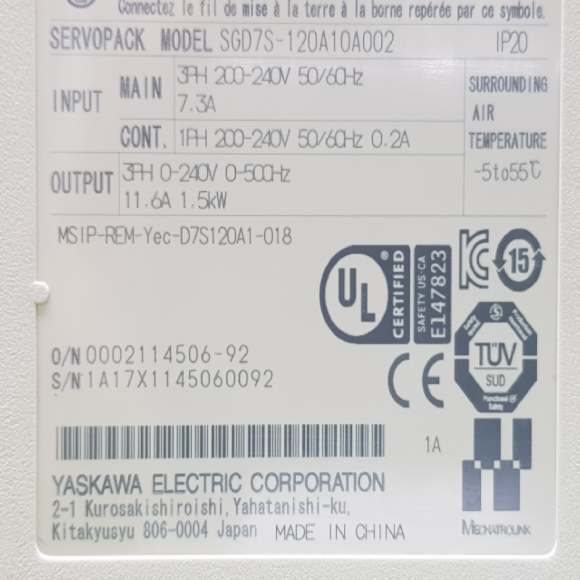 Connectez le fil de mise à la terre à la borne repérée par ce symbole.
SERVOPACK MODEL SGD7S-120A10A002 IP20
INPUT
MAIN
3PH 200-240V 50/60Hz
7.3A
CONT. 1PH 200-240V 50/60Hz 0.2A
OUTPUT
3PH 0-240V 0-500Hz
11.6A 1.5kW
SURROUNDING
AIR
TEMPERATURE
-5to55℃
MSIP-REM-Yec-D7S120A1-018
UL ®
CERTIFIED
SAFETY US-CA
E147823
15
O/N 0002114506-92
S/N 1A17X1145060092
CE
TÜV
SUD
Functional
Safety
1A
YASKAWA ELECTRIC CORPORATION
2-1 Kurosakishiroishi, Yahatanishi-ku,
Kitakyusyu 806-0004 Japan MADE IN CHINA
MECHATROLINK